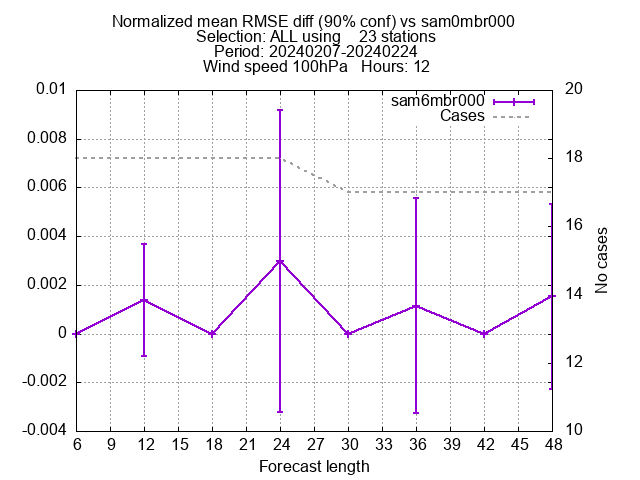 Normalized mean RMSE diff (90% conf) vs sam0mbr000
Selection: ALL using    23 stations
Period: 20240207-20240224
Wind speed 100hPa   Hours: 12
sam6mbr000
Cases
0.01
0.008
0.006
0.004
0.002
0
-0.002
-0.004
20
18
16
14
12
10
No cases
6 9 12 15 18 21 24 27 30 33 36 39 42 45 48
Forecast length